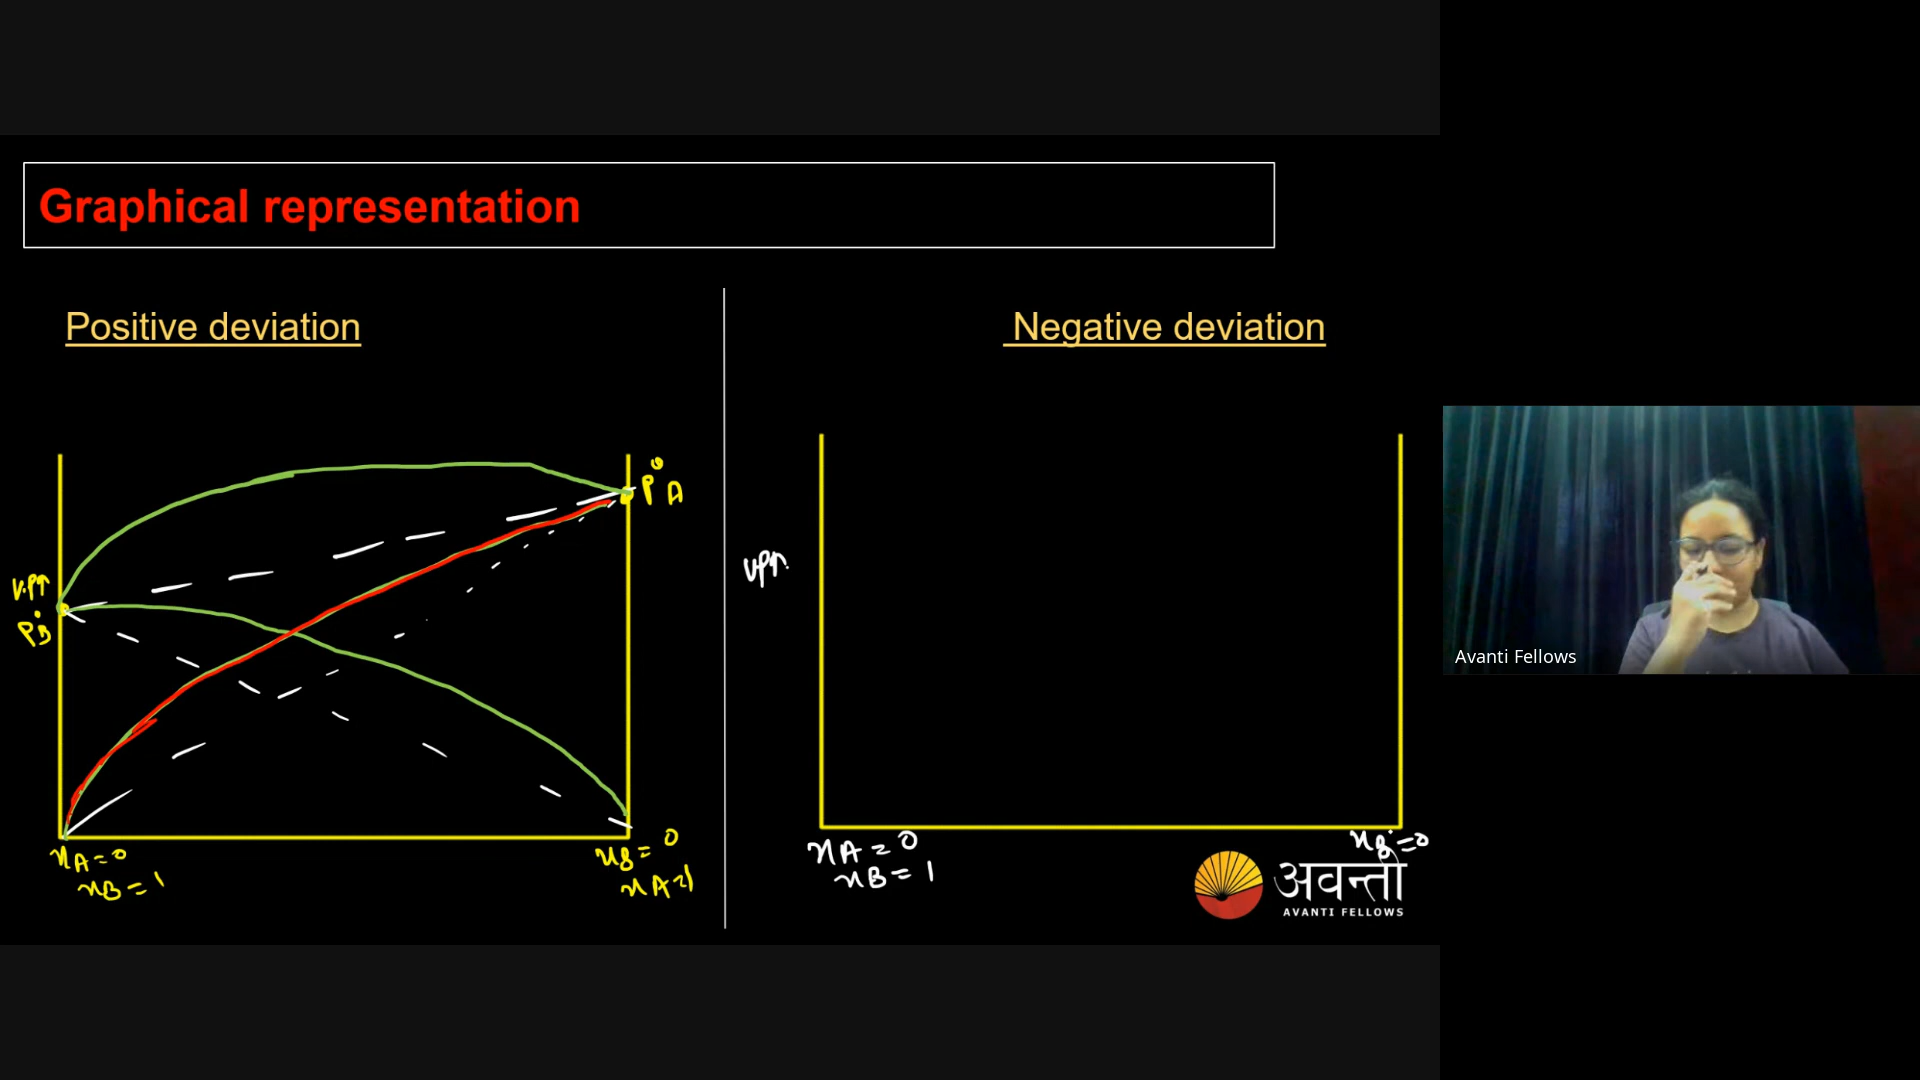 Graphical representation
Positive deviation
Negative deviation
P°A
V.P↑
P°B
xA=0
xB=1
xB=0
xA=1
VP↑
xA=0
xB=1
xB=0
अवन्ती
AVANTI FELLOWS
Avanti Fellows